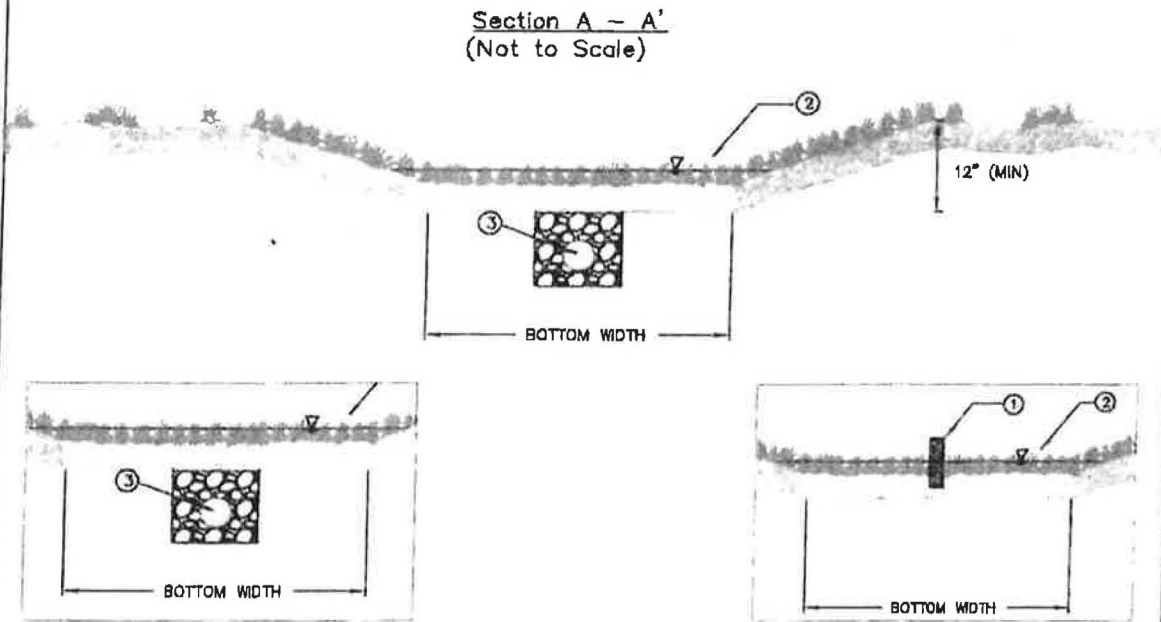 Section A - A'
(Not to Scale)
2
12" (MIN)
3
BOTTOM WIDTH
3
BOTTOM WIDTH
1
2
BOTTOM WIDTH